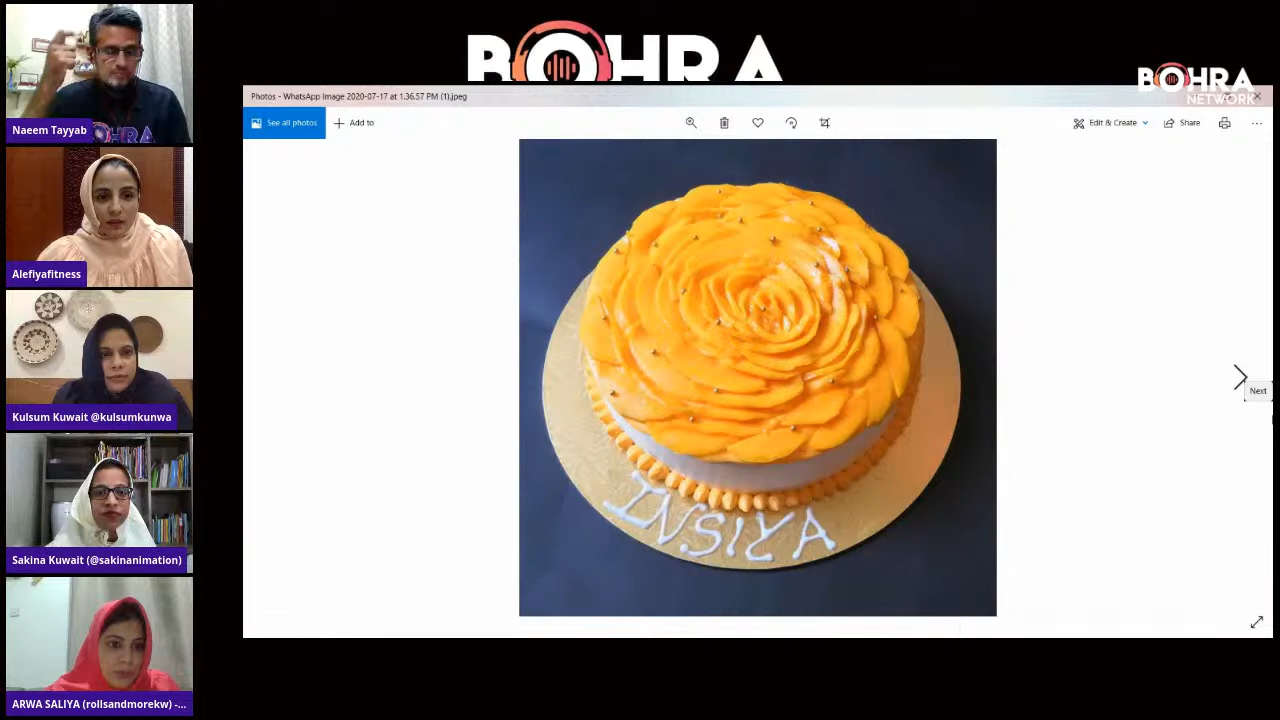 BOHRA
BOHRA
NETWORK
Photos - WhatsApp Image 2020-07-17 at 1.36.57 PM (1).jpeg
See all photos
Add to
Edit & Create
Share
Next
INSIYA
Naeem Tayyab
Alefiyafitness
Kulsum Kuwait @kulsumkunwa
Sakina Kuwait (@sakinanimation)
ARWA SALIYA (rollsandmorekw) -...